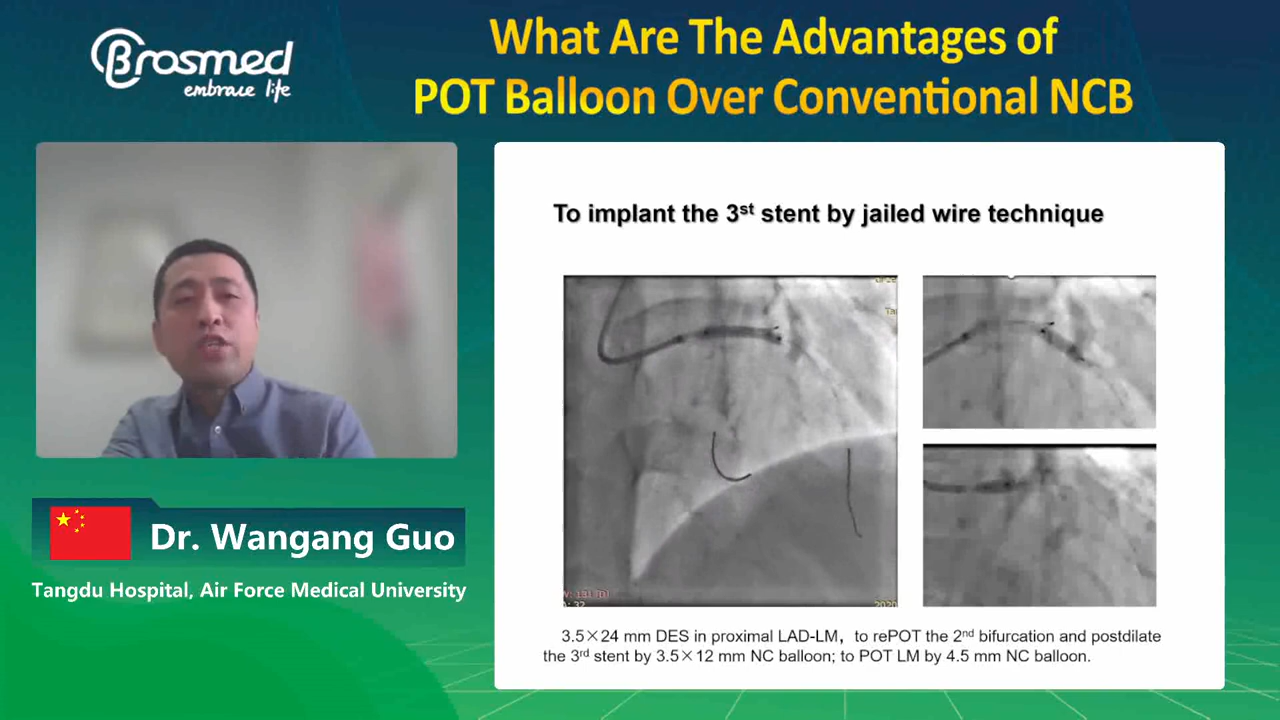 Brosmed
embrace life
What Are The Advantages of
POT Balloon Over Conventional NCB
To implant the 3st stent by jailed wire technique
2020
Dr. Wangang Guo
Tangdu Hospital, Air Force Medical University
3.5×24 mm DES in proximal LAD-LM, to rePOT the 2nd bifurcation and postdilate
the 3rd stent by 3.5×12 mm NC balloon; to POT LM by 4.5 mm NC balloon.